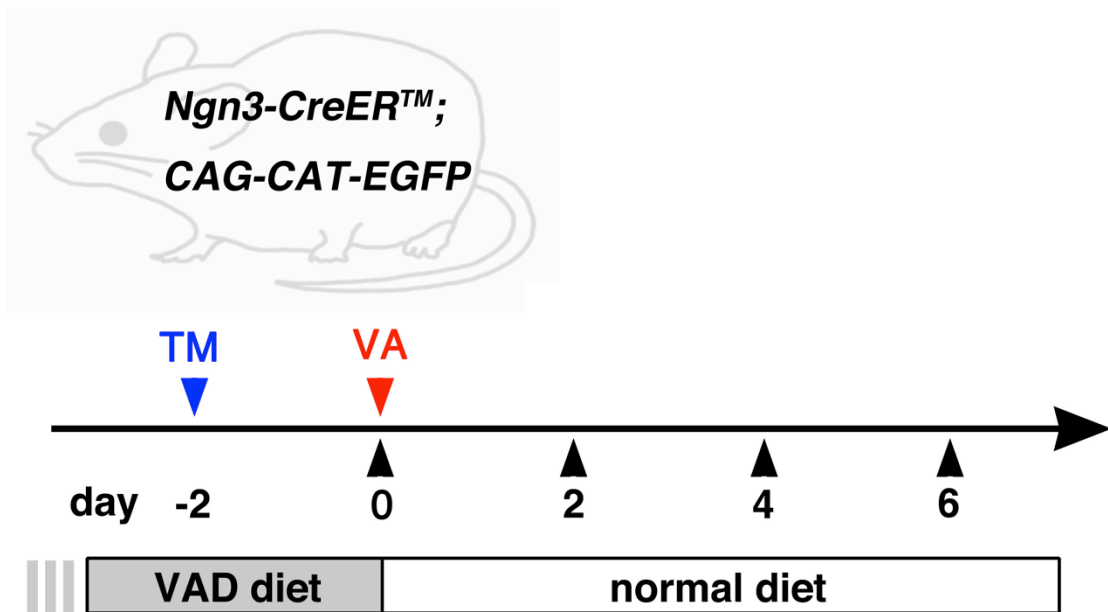 Ngn3-CreER™;
CAG-CAT-EGFP
TM VA
day -2 0 2 4 6
VAD diet normal diet